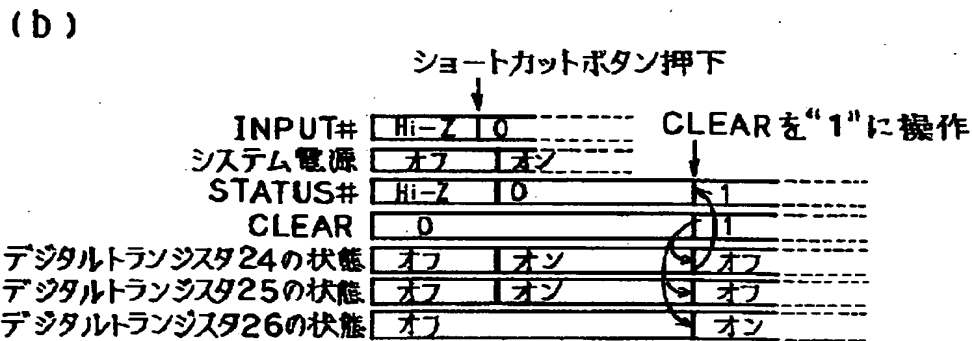 (b)
ショートカットボタン押下
INPUT# Hi-Z 0 CLEARを"1"に操作
システム電源 オフ オン
STATUS# Hi-Z 0 1
CLEAR 0 1
デジタルトランジスタ24の状態 オフ オン オフ
デジタルトランジスタ25の状態 オフ オン オフ
デジタルトランジスタ26の状態 オフ オン